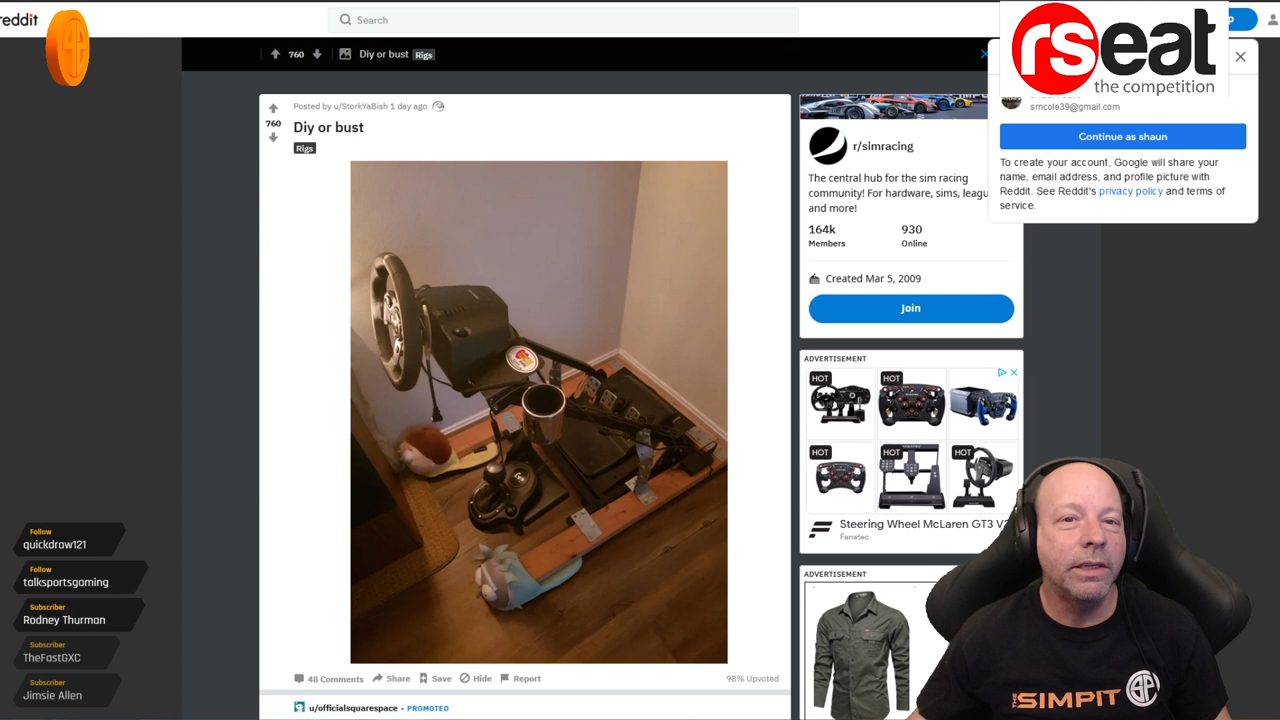 reddit
Search
rseat
the competition
760
Diy or bust
Rigs
Posted by u/StorkYaBish 1 day ago
760
Diy or bust
Rigs
r/simracing
The central hub for the sim racing
community! For hardware, sims, leagu
and more!
164k
930
Members
Online
Created Mar 5, 2009
Join
smcole39@gmail.com
Continue as shaun
To create your account, Google will share your
name, email address, and profile picture with
Reddit. See Reddit's privacy policy and terms of
service.
ADVERTISEMENT
HOT
HOT
HOT
HOT
HOT
Steering Wheel McLaren GT3 V2
Fanatec
ADVERTISEMENT
Follow
quickdraw121
Follow
talksportsgaming
Subscriber
Rodney Thurman
Subscriber
TheFastGXC
Subscriber
Jimsie Allen
48 Comments
Share
Save
Hide
Report
98% Upvoted
u/officialsquarespace • PROMOTED
THE SIMPIT